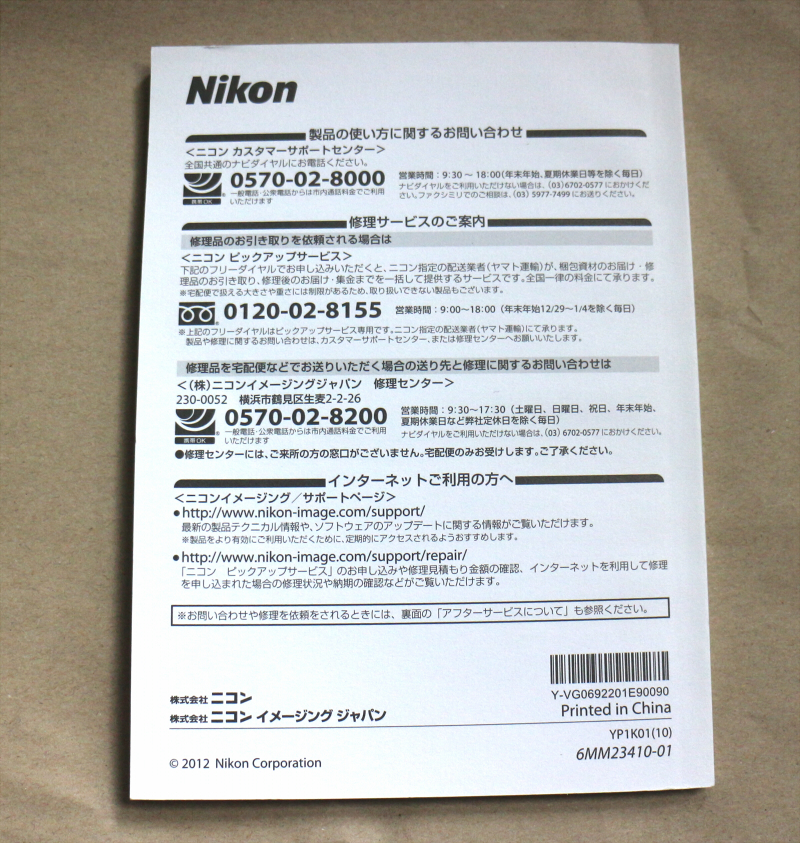 Nikon
製品の使い方に関するお問い合わせ
＜ニコン カスタマーサポートセンター＞
全国共通のナビダイヤルにお電話ください。
0570-02-8000
営業時間：9:30 ～ 18:00(年末年始、夏期休業日等を除く毎日)
ナビダイヤルをご利用いただけない場合は、(03)6702-0577 におかけくだ
さい。ファクシミリでのご相談は、(03) 5977-7499 にお送りください。
携帯OK
一般電話・公衆電話からは市内通話料金でご利用
いただけます
修理サービスのご案内
修理品のお引き取りを依頼される場合は
＜ニコン ピックアップサービス＞
下記のフリーダイヤルでお申し込みいただくと、ニコン指定の配送業者(ヤマト運輸)が、梱包資材のお届け・修
理品のお引き取り、修理後のお届け・集金までを一括して提供するサービスです。全国一律の料金にて承ります。
※宅配便で扱える大きさや重さには制限があるため、取り扱いできない製品もございます。
0120-02-8155 営業時間：9:00～18:00（年末年始12/29～1/4を除く毎日）
※上記のフリーダイヤルはピックアップサービス専用です。ニコン指定の配送業者(ヤマト運輸)にて承ります。
製品や修理に関するお問い合わせは、カスタマーサポートセンター、または修理センターへお願いいたします。
修理品を宅配便などでお送りいただく場合の送り先と修理に関するお問い合わせは
＜(株)ニコンイメージングジャパン　修理センター＞
230-0052　横浜市鶴見区生麦2-2-26
0570-02-8200
営業時間：9:30～17:30（土曜日、日曜日、祝日、年末年始、
夏期休業日など弊社定休日を除く毎日）
携帯OK
一般電話・公衆電話からは市内通話料金でご利用
いただけます
ナビダイヤルをご利用いただけない場合は、(03) 6702-0577 におかけください。
●修理センターには、ご来所の方の窓口がございません。宅配便のみお受けします。ご了承ください。
インターネットご利用の方へ
＜ニコンイメージング／サポートページ＞
●http://www.nikon-image.com/support/
最新の製品テクニカル情報や、ソフトウェアのアップデートに関する情報がご覧いただけます。
※製品をより有効にご利用いただくために、定期的にアクセスされるようおすすめします。
●http://www.nikon-image.com/support/repair/
「ニコン　ピックアップサービス」のお申し込みや修理見積もり金額の確認、インターネットを利用して修理
を申し込まれた場合の修理状況や納期の確認などがご覧いただけます。
※お問い合わせや修理を依頼をされるときには、裏面の「アフターサービスについて」も参照ください。
Y-VG0692201E90090
Printed in China
株式会社 ニコン
株式会社 ニコン イメージング ジャパン
YP1K01(10)
6MM23410-01
© 2012 Nikon Corporation